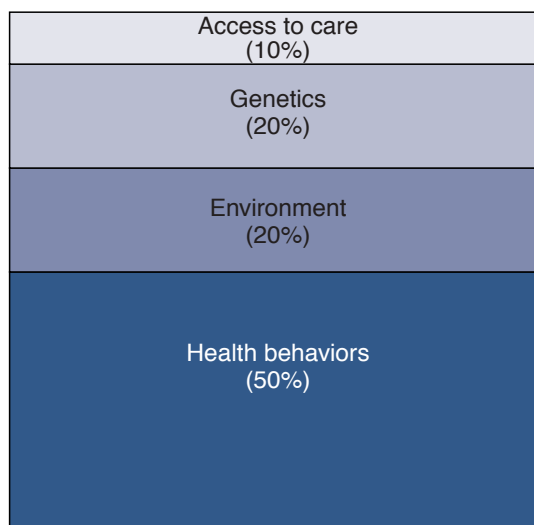 Access to care
(10%)
Genetics
(20%)
Environment
(20%)
Health behaviors
(50%)